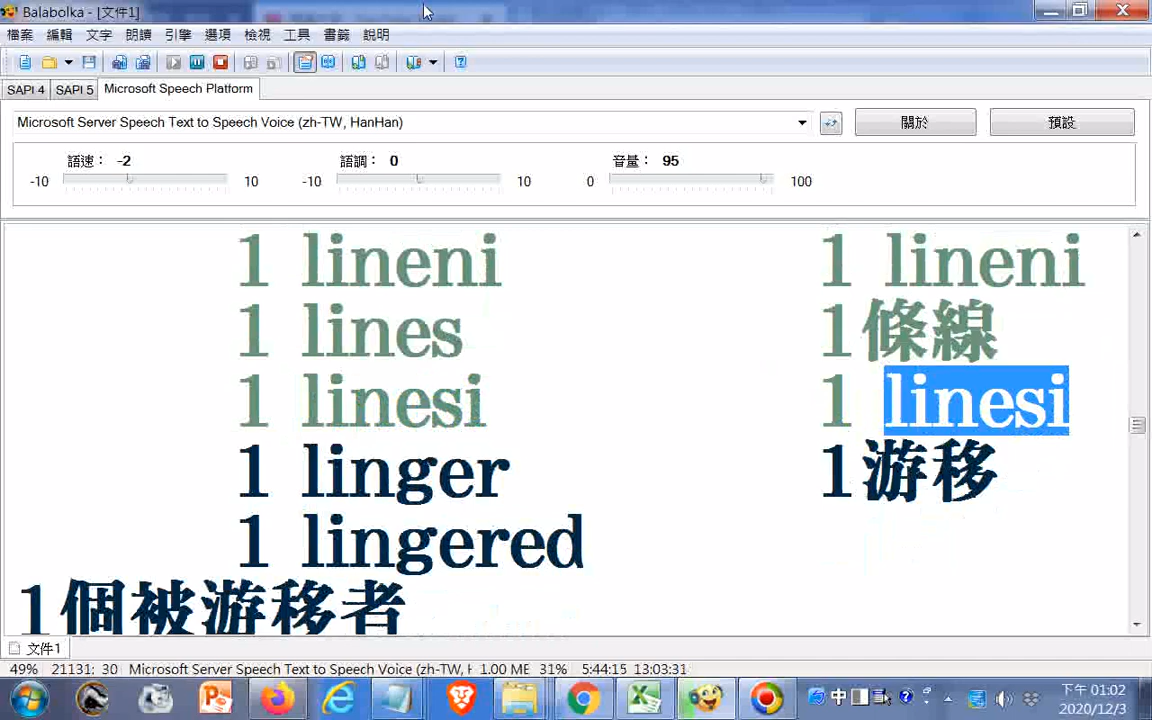 Balabolka - [文件1]
檔案 編輯 文字 朗讀 引擎 選項 檢視 工具 書籤 說明
SAPI 4 SAPI 5 Microsoft Speech Platform
Microsoft Server Speech Text to Speech Voice (zh-TW, HanHan) 關於 預設
語速： -2 語調： 0 音量： 95
-10 10 -10 10 0 100
1 lineni 1 lineni
1 lines 1條線
1 linesi 1 linesi
1 linger 1游移
1 lingered
1個被游移者
文件1
49% 21131: 30 Microsoft Server Speech Text to Speech Voice (zh-TW, H 1.00 ME 31% 5:44:15 13:03:31
中 下午 01:02
2020/12/3